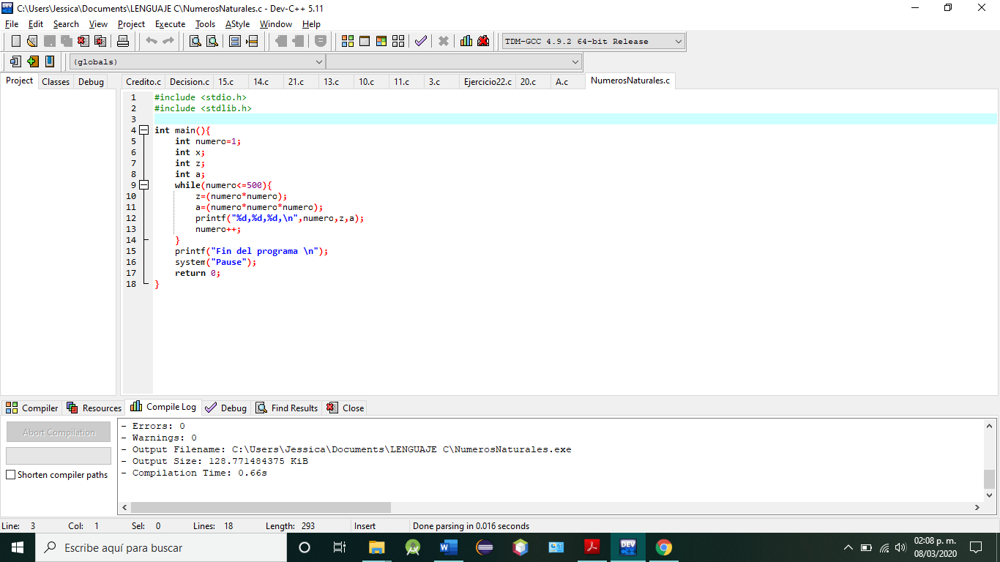 C:\Users\Jessica\Documents\LENGUAJE C\NumerosNaturales.c - Dev-C++ 5.11
File Edit Search View Project Execute Tools AStyle Window Help
TDM-GCC 4.9.2 64-bit Release
(globals)
Project Classes Debug
Credito.c Decision.c 15.c 14.c 21.c 13.c 10.c 11.c 3.c Ejercicio22.c 20.c A.c NumerosNaturales.c
1 #include <stdio.h>
2 #include <stdlib.h>
3
4 int main(){
5 int numero=1;
6 int x;
7 int z;
8 int a;
9 while(numero<=500){
10 z=(numero*numero);
11 a=(numero*numero*numero);
12 printf("%d,%d,%d,\n",numero,z,a);
13 numero++;
14 }
15 printf("Fin del programa \n");
16 system("Pause");
17 return 0;
18 }
Compiler Resources Compile Log Debug Find Results Close
Abort Compilation
Shorten compiler paths
- Errors: 0
- Warnings: 0
- Output Filename: C:\Users\Jessica\Documents\LENGUAJE C\NumerosNaturales.exe
- Output Size: 128.771484375 KiB
- Compilation Time: 0.66s
Line: 3 Col: 1 Sel: 0 Lines: 18 Length: 293 Insert Done parsing in 0.016 seconds
Escribe aquí para buscar
DEV
02:08 p. m.
08/03/2020